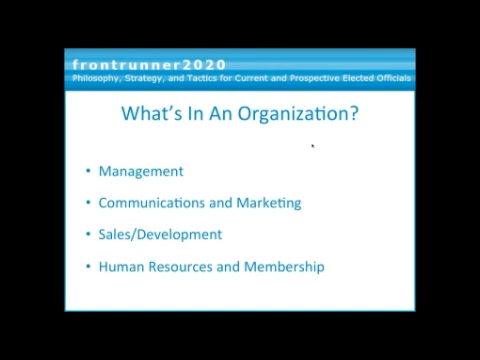 frontrunner2020
Philosophy, Strategy, and Tactics for Current and Prospective Elected Officials
What's In An Organization?
• Management
• Communications and Marketing
• Sales/Development
• Human Resources and Membership